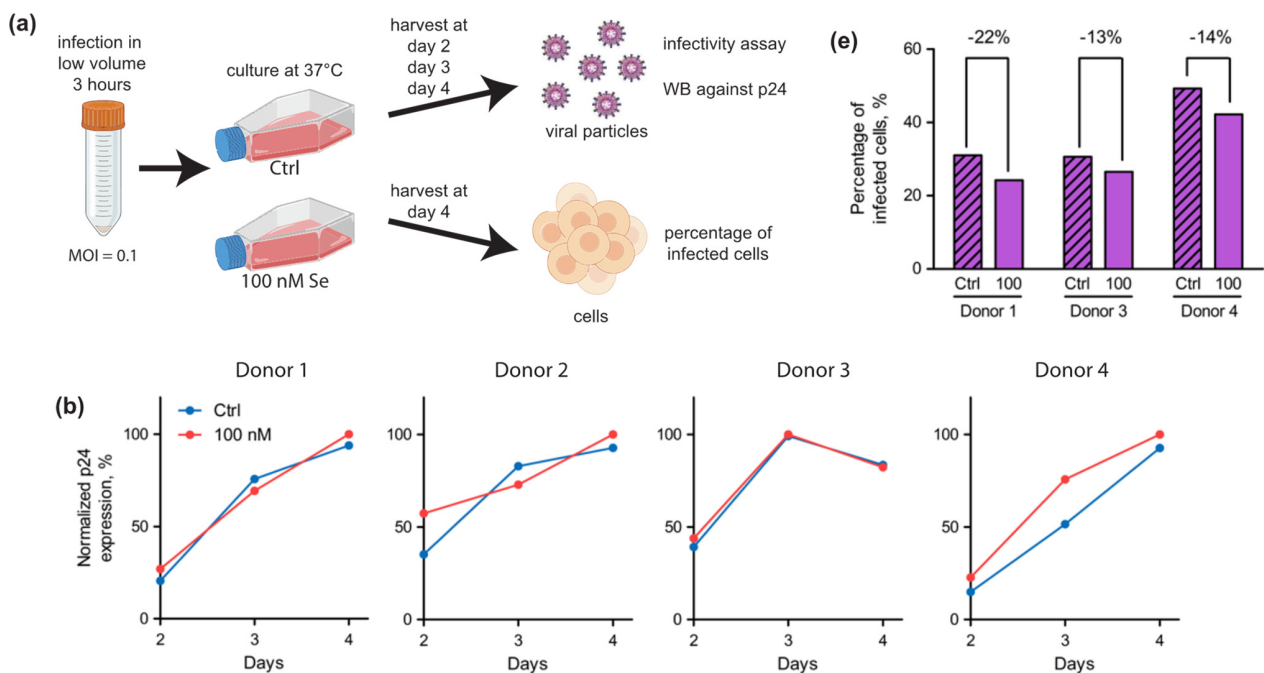 (a)
infection in
low volume
3 hours
MOI = 0.1
culture at 37°C
Ctrl
100 nM Se
harvest at
day 2
day 3
day 4
harvest at
day 4
viral particles
cells
infectivity assay
WB against p24
percentage of
infected cells
(e)
Percentage of
infected cells, %
60
40
20
0
-22%
-13%
-14%
Ctrl 100
Ctrl 100
Ctrl 100
Donor 1
Donor 3
Donor 4
(b)
Normalized p24
expression, %
Donor 1
Ctrl
100 nM
100
50
0
2 3 4
Days
Donor 2
100
50
0
2 3 4
Days
Donor 3
100
50
0
2 3 4
Days
Donor 4
100
50
0
2 3 4
Days